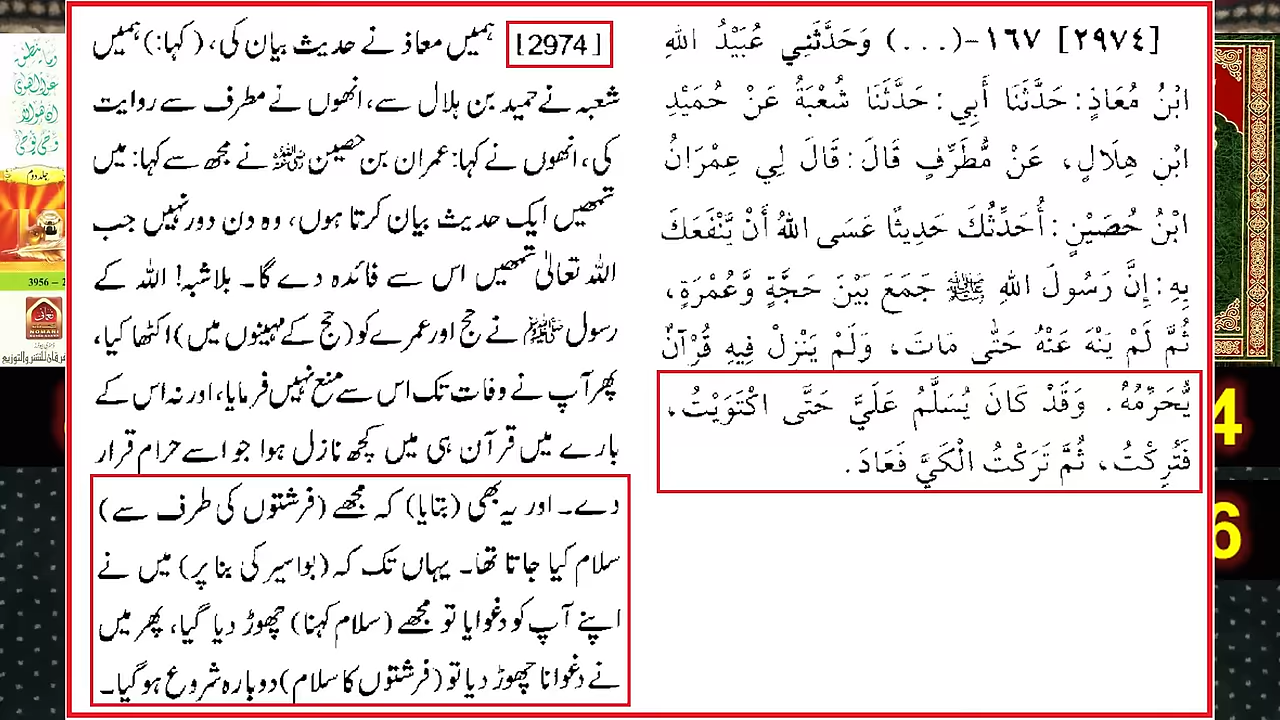 [٢٩٧٤] ١٦٧-(...) وَحَدَّثَنِي عُبَيْدُ اللهِ
ابْنُ مُعَاذٍ: حَدَّثَنَا أَبِي: حَدَّثَنَا شُعْبَةُ عَنْ حُمَيْدِ
ابْنِ هِلَالٍ، عَنْ مُّطَرِّفٍ قَالَ: قَالَ لِي عِمْرَانُ
ابْنُ حُصَيْنٍ: أُحَدِّثُكَ حَدِيثًا عَسَى اللهُ أَنْ يَّنْفَعَكَ
بِهِ: إِنَّ رَسُولَ اللهِ ﷺ جَمَعَ بَيْنَ حَجَّةٍ وَّعُمْرَةٍ،
ثُمَّ لَمْ يَنْهَ عَنْهُ حَتَّى مَاتَ، وَلَمْ يَنْزِلْ فِيهِ قُرْآنٌ
يُّحَرِّمُهُ. وَقَدْ كَانَ يُسَلَّمُ عَلَيَّ حَتَّى اكْتَوَيْتُ،
فَتُرِكْتُ، ثُمَّ تَرَكْتُ الْكَيَّ فَعَادَ.
[2974] ہمیں معاذ نے حدیث بیان کی، (کہا:) ہمیں
شعبہ نے حمید بن ہلال سے، انھوں نے مطرف سے روایت
کی، انھوں نے کہا: عمران بن حصین رضی اللہ عنہ نے مجھ سے کہا: میں
تمھیں ایک حدیث بیان کرتا ہوں، وہ دن دور نہیں جب
اللہ تعالیٰ تمھیں اس سے فائدہ دے گا۔ بلاشبہ! اللہ کے
رسول ﷺ نے حج اور عمرے کو (حج کے مہینوں میں) اکٹھا کیا،
پھر آپ نے وفات تک اس سے منع نہیں فرمایا، اور نہ اس کے
بارے میں قرآن ہی میں کچھ نازل ہوا جو اسے حرام قرار
دے۔ اور یہ بھی (بتایا) کہ مجھے (فرشتوں کی طرف سے)
سلام کیا جاتا تھا۔ یہاں تک کہ (بواسیر کی بنا پر) میں نے
اپنے آپ کو دغوایا تو مجھے (سلام کہنا) چھوڑ دیا گیا، پھر میں
نے دغوانا چھوڑ دیا تو (فرشتوں کا سلام) دوبارہ شروع ہوگیا۔
جلد دوم
3956 – 2
NOMANI
4
6